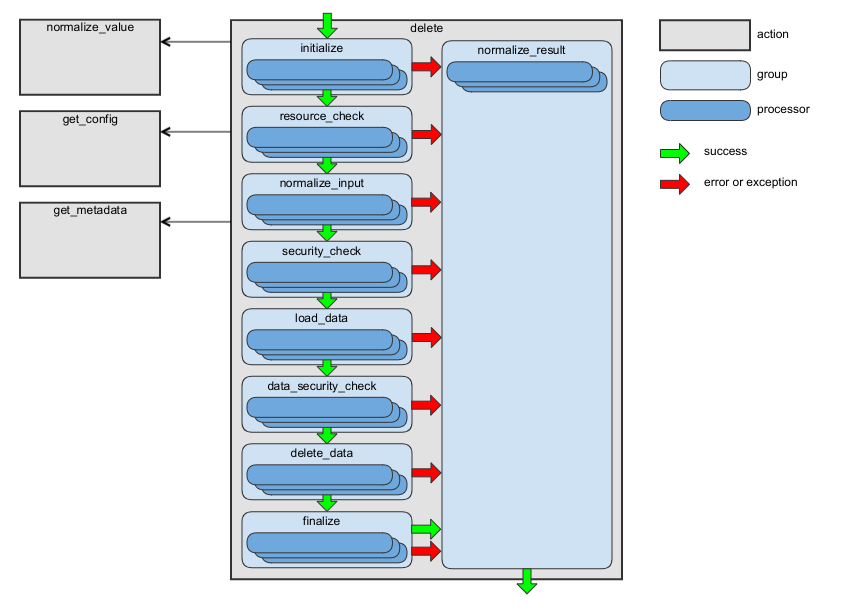 normalize_value
get_config
get_metadata
delete
initialize
resource_check
normalize_input
security_check
load_data
data_security_check
delete_data
finalize
normalize_result
action
group
processor
success
error or exception